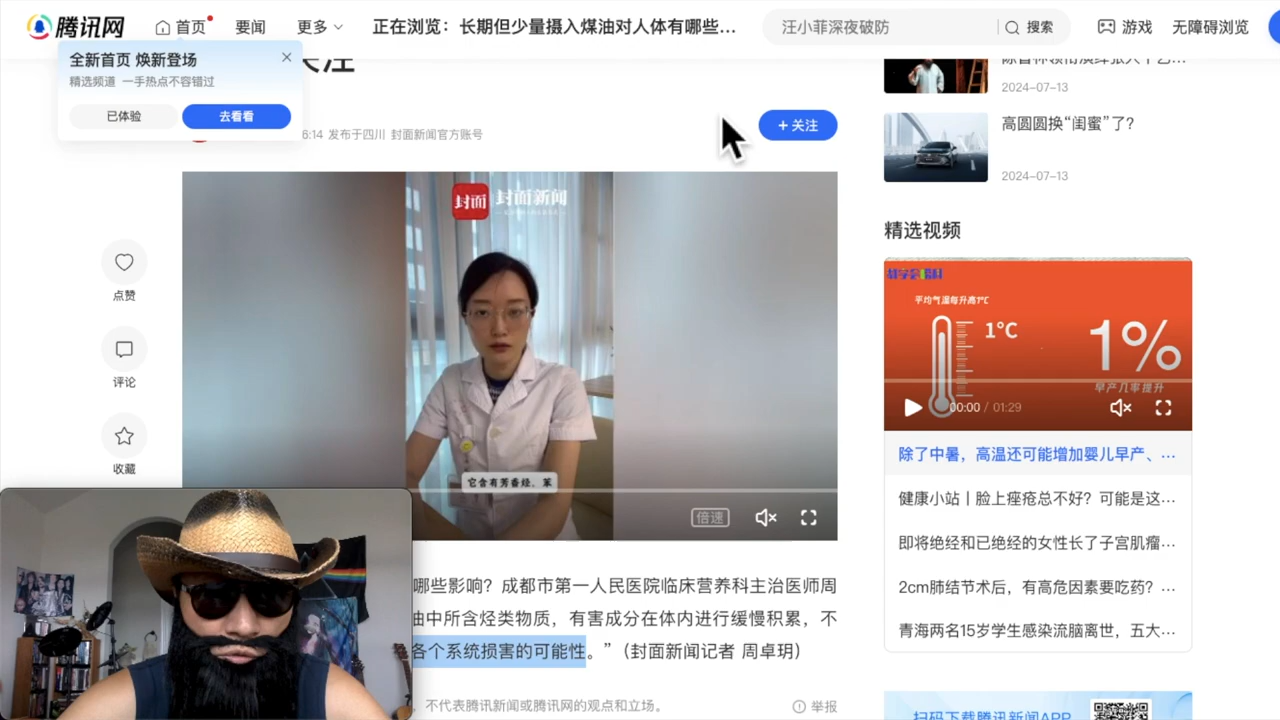 腾讯网
首页
要闻
更多
正在浏览：长期但少量摄入煤油对人体有哪些...
汪小菲深夜破防
搜索
游戏
无障碍浏览
全新首页 焕新登场
精选频道 一手热点不容错过
已体验
去看看
6:14 发布于四川 封面新闻官方账号
+ 关注
封面
封面新闻
它含有芳香烃、苯
倍速
点赞
评论
收藏
哪些影响？成都市第一人民医院临床营养科主治医师周
油中所含烃类物质，有害成分在体内进行缓慢积累，不
各个系统损害的可能性。”（封面新闻记者 周卓玥）
不代表腾讯新闻或腾讯网的观点和立场。
举报
2024-07-13
高圆圆换“闺蜜”了？
2024-07-13
精选视频
平均气温每升高1℃
1°C
1%
早产几率提升
00:00 / 01:29
除了中暑，高温还可能增加婴儿早产、...
健康小站丨脸上痤疮总不好？可能是这...
即将绝经和已绝经的女性长了子宫肌瘤...
2cm肺结节术后，有高危因素要吃药？...
青海两名15岁学生感染流脑离世，五大...
扫码下载腾讯新闻APP